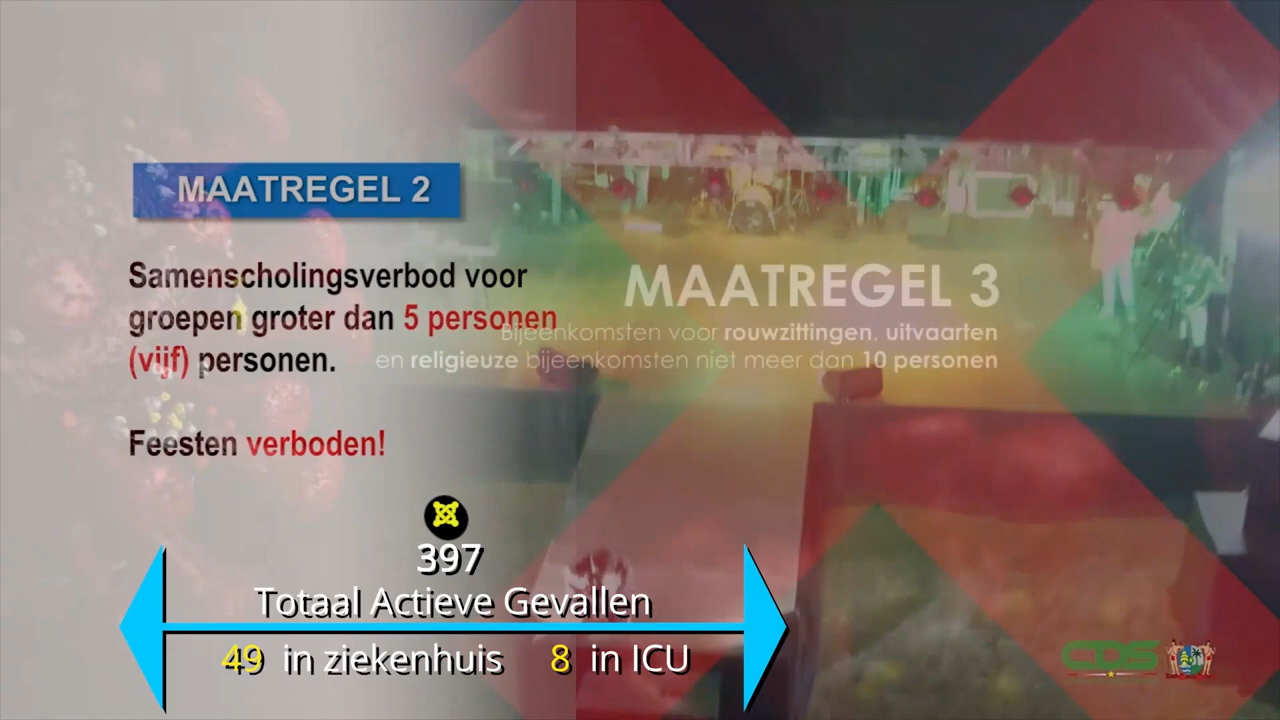 MAATREGEL 2
Samenscholingsverbod voor
groepen groter dan 5 personen
(vijf) personen.
Feesten verboden!
MAATREGEL 3
Bijeenkomsten voor rouwzittingen, uitvaarten
en religieuze bijeenkomsten niet meer dan 10 personen
397
Totaal Actieve Gevallen
49 in ziekenhuis 8 in ICU
CDS